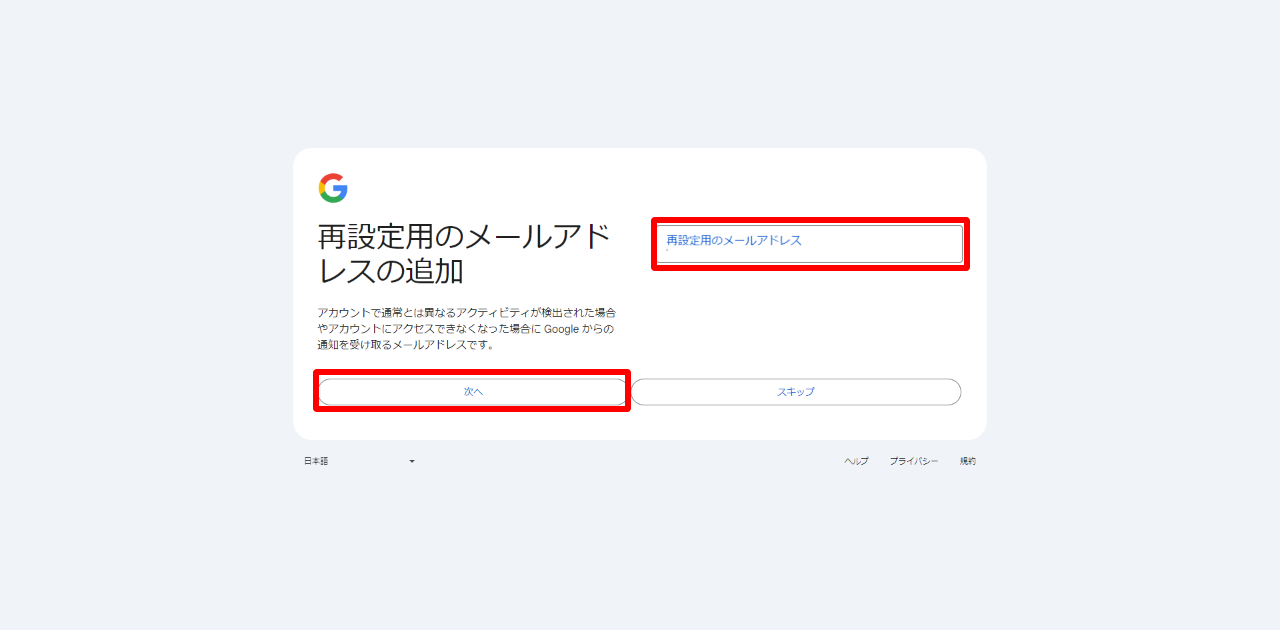 再設定用のメールアド
レスの追加
アカウントで通常とは異なるアクティビティが検出された場合
やアカウントにアクセスできなくなった場合に Google からの
通知を受け取るメールアドレスです。
再設定用のメールアドレス
次へ
スキップ
日本語
ヘルプ
プライバシー
規約